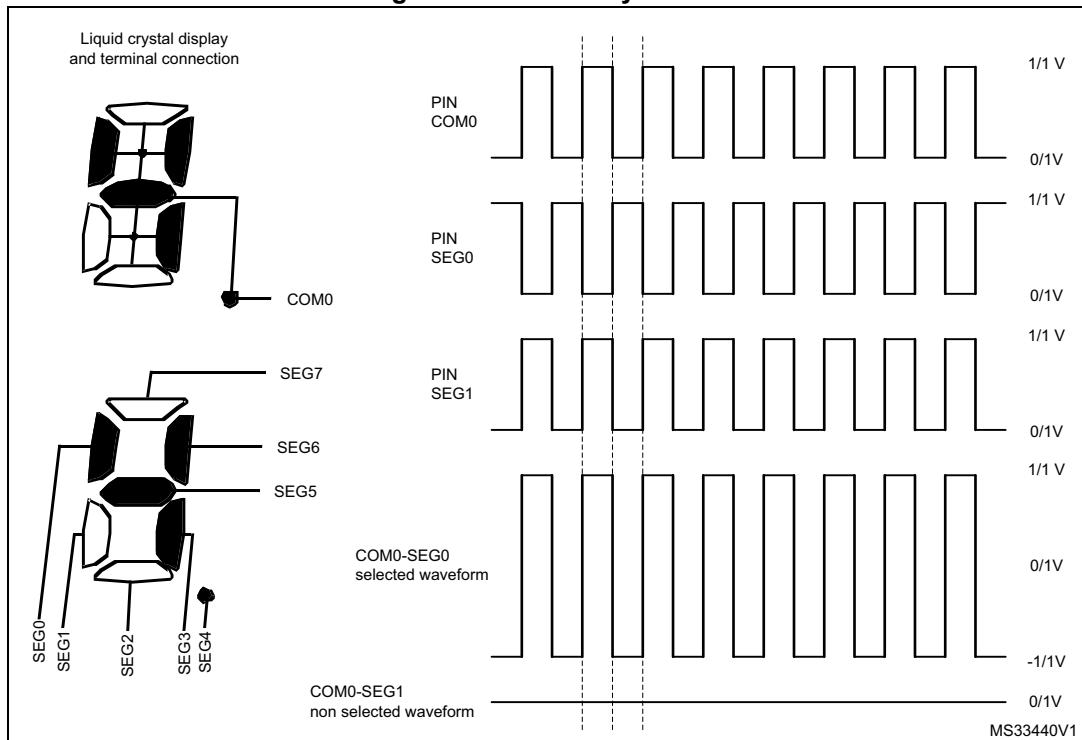 Liquid crystal display
and terminal connection
COM0
SEG7
SEG6
SEG5
SEG0
SEG1
SEG2
SEG3
SEG4
PIN
COM0
1/1 V
0/1V
PIN
SEG0
1/1 V
0/1V
PIN
SEG1
1/1 V
0/1V
COM0-SEG0
selected waveform
1/1 V
0/1V
-1/1V
COM0-SEG1
non selected waveform
0/1V
MS33440V1